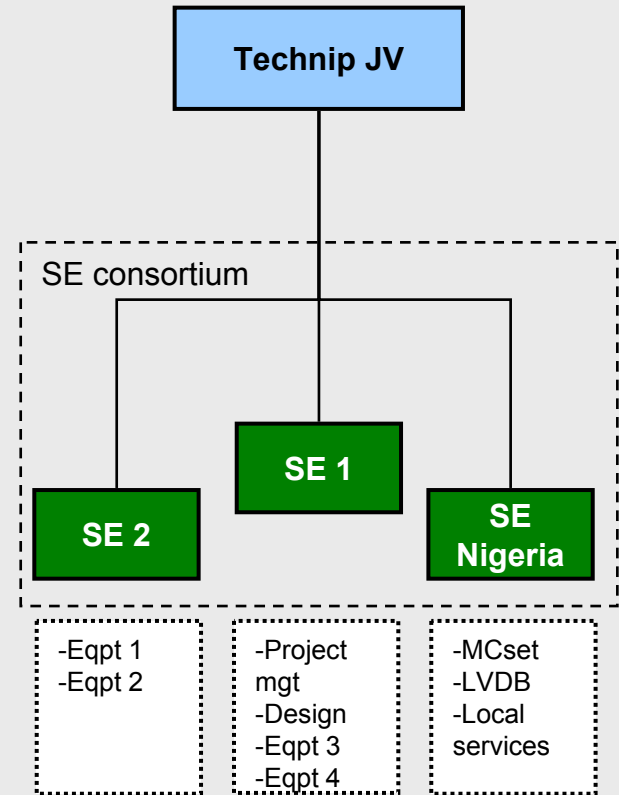 Technip JV
SE consortium
SE 1
SE 2
SE
Nigeria
-Eqpt 1
-Eqpt 2
-Project
mgt
-Design
-Eqpt 3
-Eqpt 4
-MCset
-LVDB
-Local
services